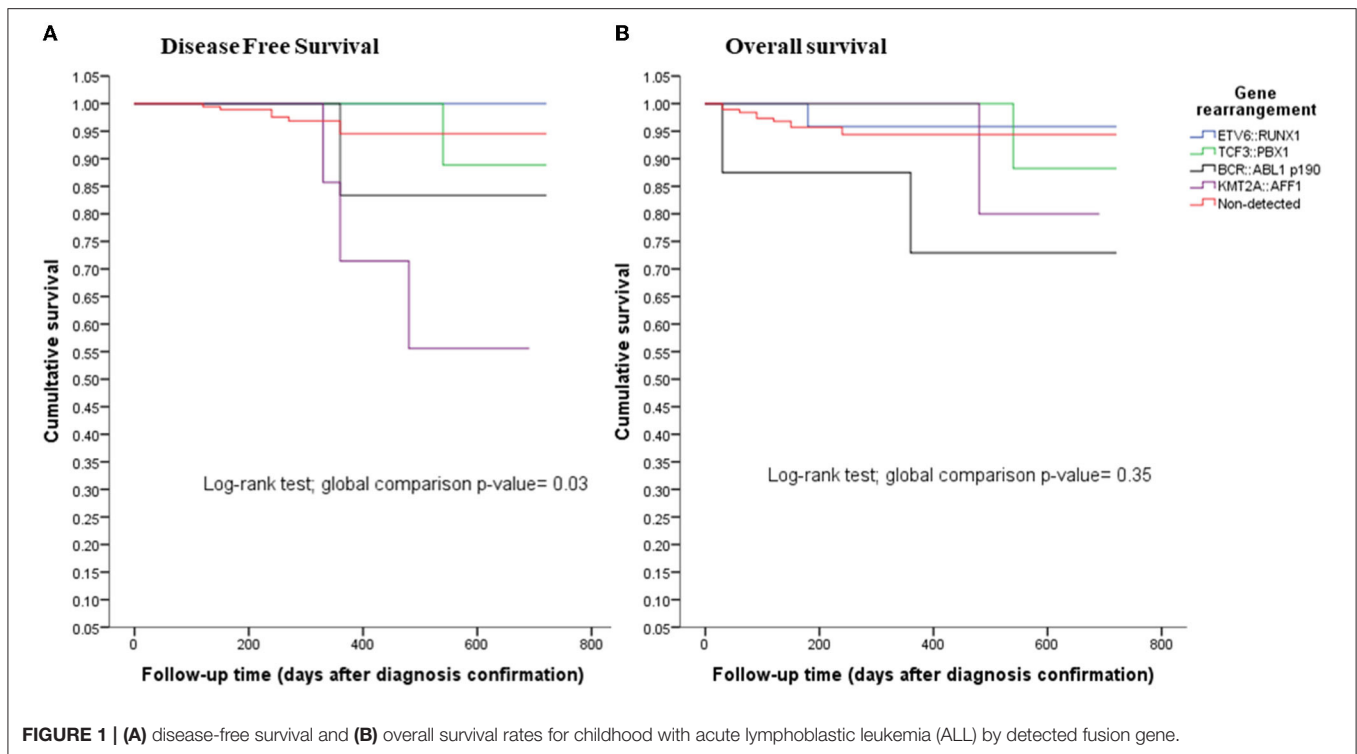 A
Disease Free Survival
Cumultative survival
1.05
1.00
0.95
0.90
0.85
0.80
0.75
0.70
0.65
0.60
0.55
0.50
0.45
0.40
0.35
0.30
0.25
0.20
0.15
0.10
0.05
Log-rank test; global comparison p-value= 0.03
0 200 400 600 800
Follow-up time (days after diagnosis confirmation)
B
Overall survival
Cumulative survival
1.05
1.00
0.95
0.90
0.85
0.80
0.75
0.70
0.65
0.60
0.55
0.50
0.45
0.40
0.35
0.30
0.25
0.20
0.15
0.10
0.05
Log-rank test; global comparison p-value= 0.35
0 200 400 600 800
Follow-up time (days after diagnosis confirmation)
Gene
rearrangement
ETV6::RUNX1
TCF3::PBX1
BCR::ABL1 p190
KMT2A::AFF1
Non-detected
FIGURE 1 | (A) disease-free survival and (B) overall survival rates for childhood with acute lymphoblastic leukemia (ALL) by detected fusion gene.